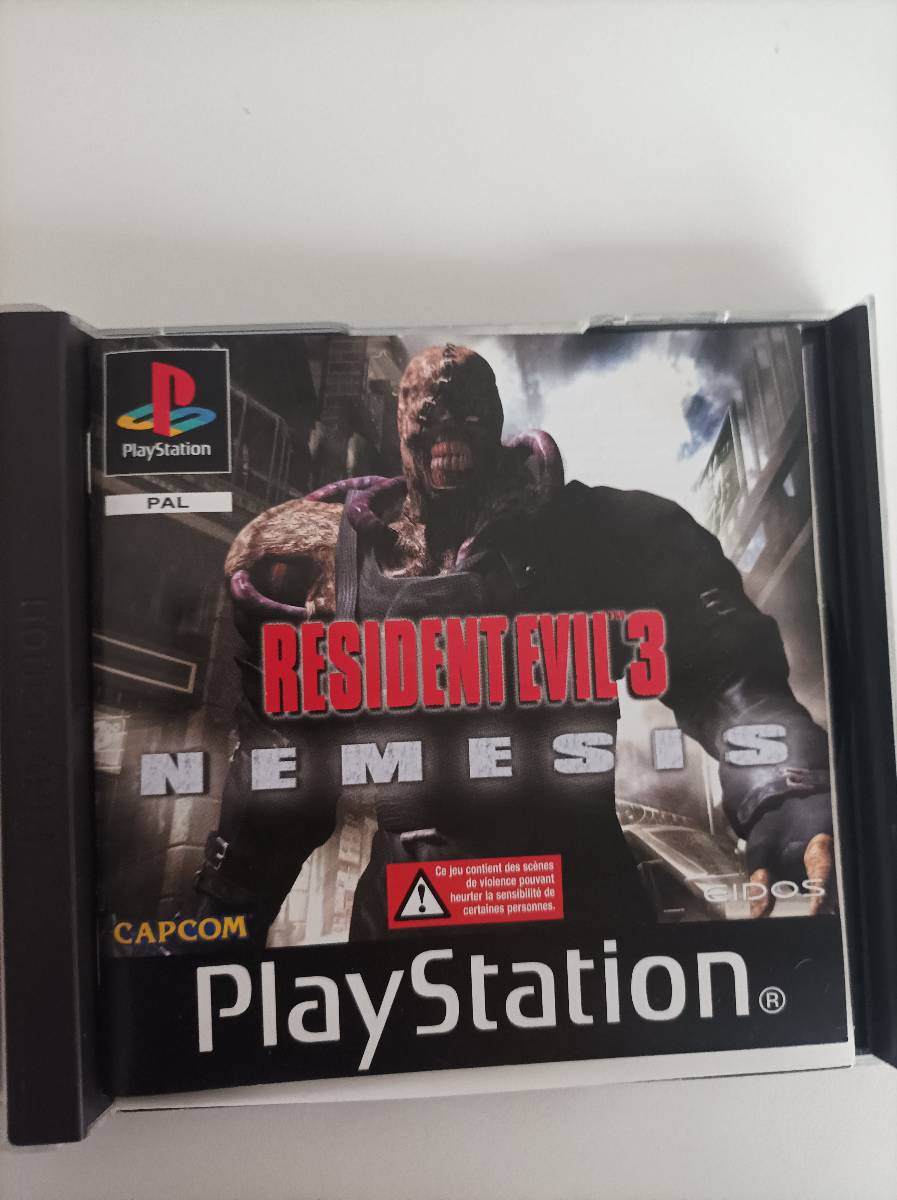 PlayStation
PAL
RESIDENT EVIL™ 3
NEMESIS
Ce jeu contient des scènes
de violence pouvant
heurter la sensibilité de
certaines personnes.
EIDOS
CAPCOM
PlayStation®